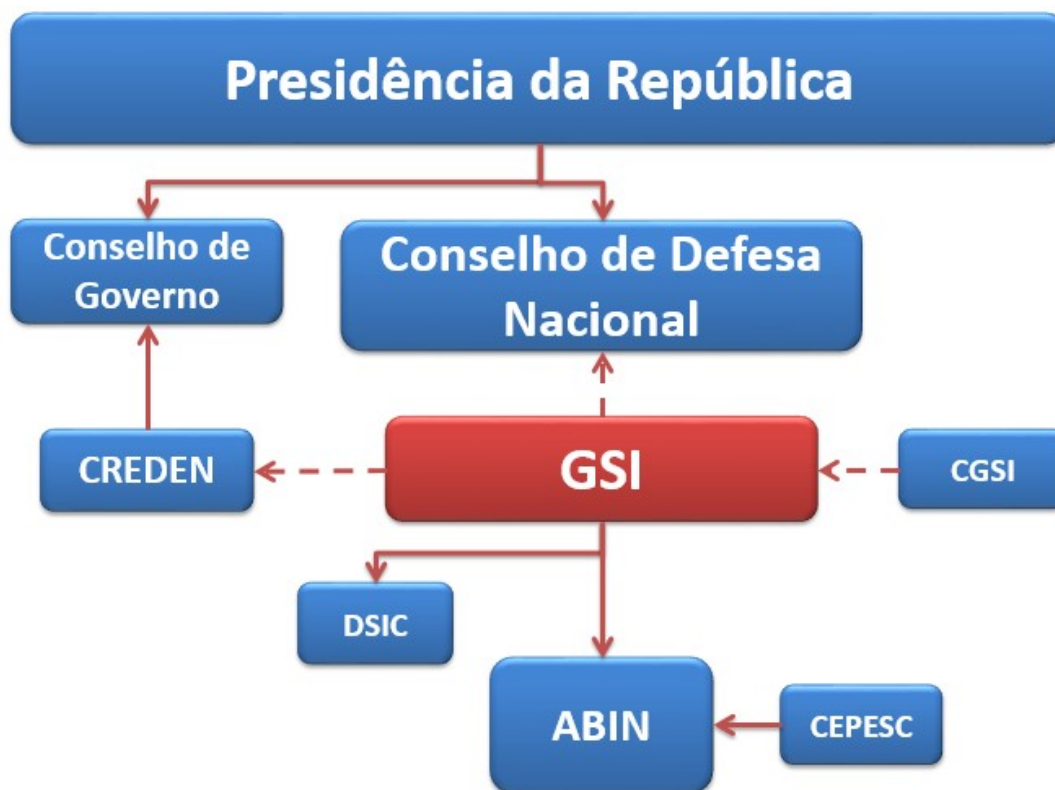 Presidência da República
Conselho de
Governo
Conselho de Defesa
Nacional
CREDEN
GSI
CGSI
DSIC
ABIN
CEPESC